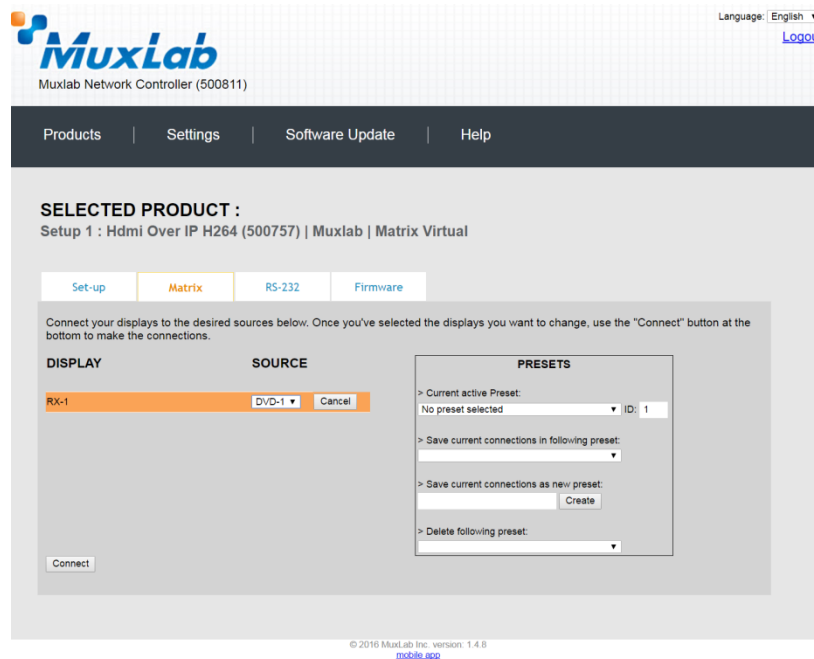 Language: English
Logou
MuxLab
Muxlab Network Controller (500811)
Products | Settings | Software Update | Help
SELECTED PRODUCT :
Setup 1 : Hdmi Over IP H264 (500757) | Muxlab | Matrix Virtual
Set-up Matrix RS-232 Firmware
Connect your displays to the desired sources below. Once you've selected the displays you want to change, use the "Connect" button at the
bottom to make the connections.
DISPLAY SOURCE
RX-1 DVD-1 Cancel
PRESETS
> Current active Preset:
No preset selected ID: 1
> Save current connections in following preset:
> Save current connections as new preset:
Create
> Delete following preset:
Connect
© 2016 MuxLab Inc. version: 1.4.8
mobile app